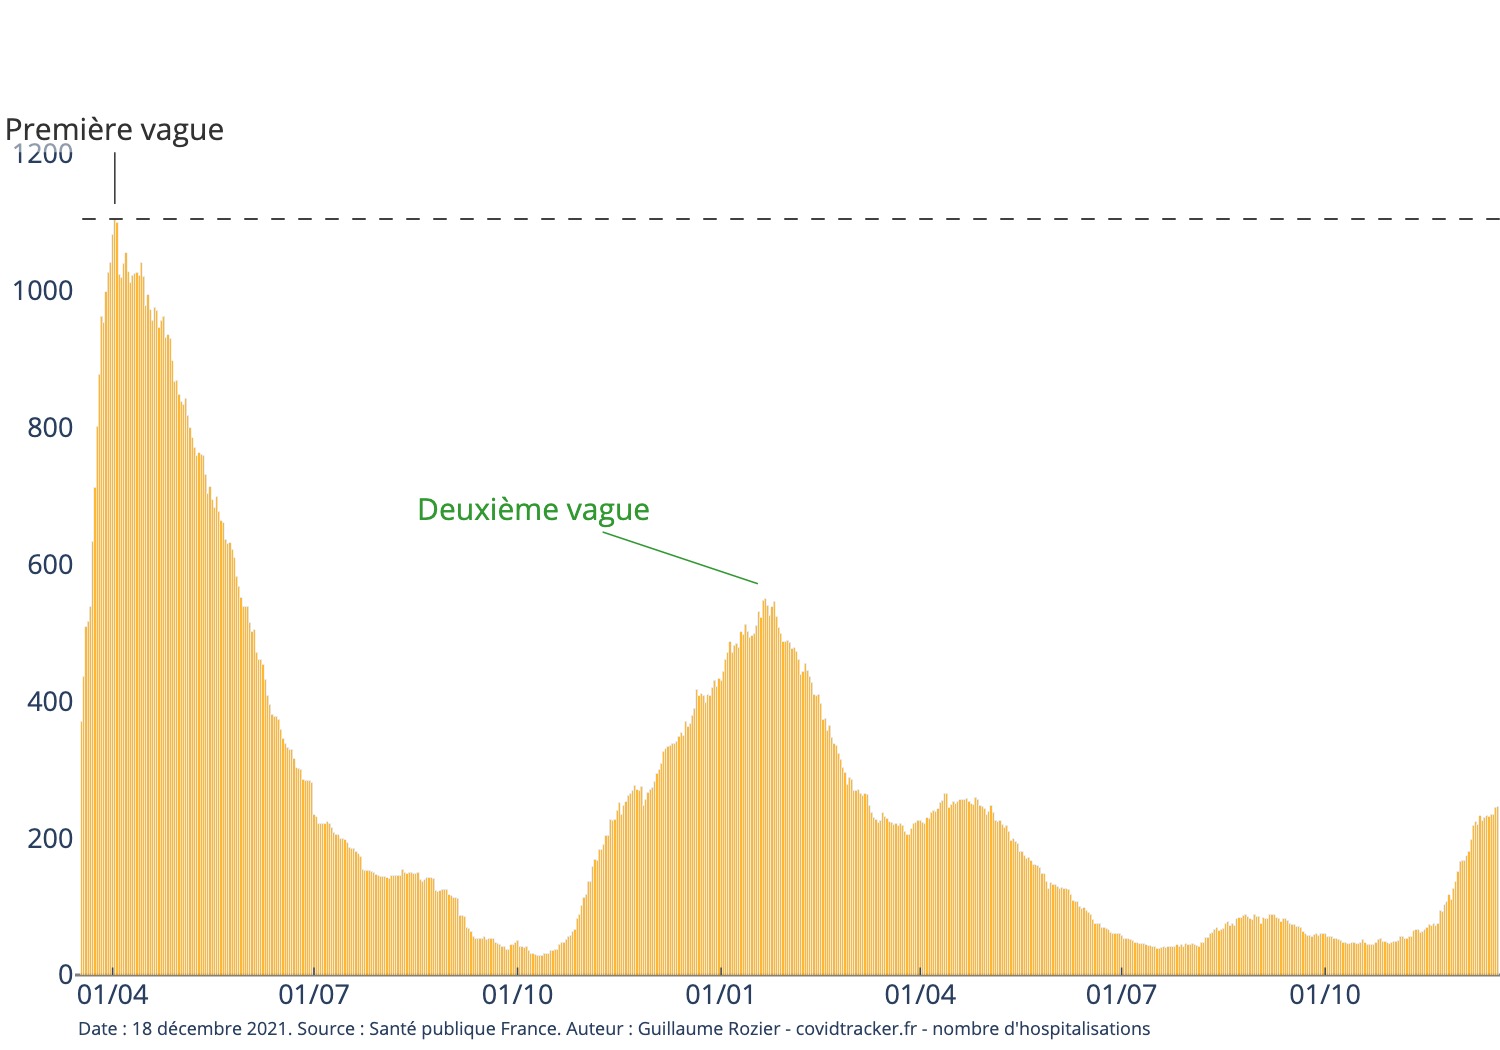 Première vague
1200
1000
800
Deuxième vague
600
400
200
0
01/04 01/07 01/10 01/01 01/04 01/07 01/10
Date : 18 décembre 2021. Source : Santé publique France. Auteur : Guillaume Rozier - covidtracker.fr - nombre d'hospitalisations